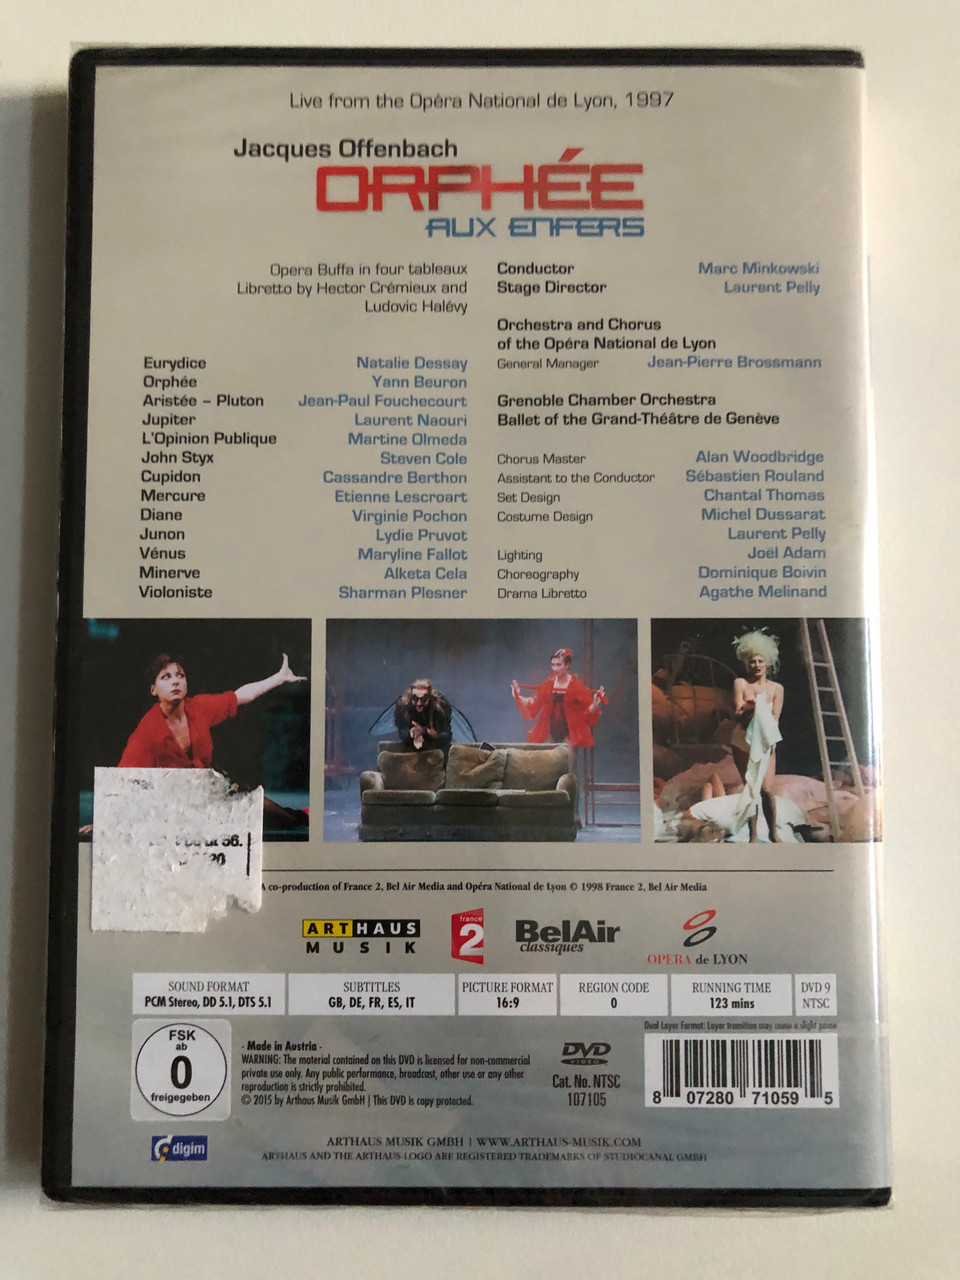 Live from the Opéra National de Lyon, 1997
Jacques Offenbach
ORPHÉE
AUX ENFERS
Opera Buffa in four tableaux
Libretto by Hector Crémieux and
Ludovic Halévy
Eurydice Natalie Dessay
Orphée Yann Beuron
Aristée – Pluton Jean-Paul Fouchecourt
Jupiter Laurent Naouri
L'Opinion Publique Martine Olmeda
John Styx Steven Cole
Cupidon Cassandre Berthon
Mercure Etienne Lescroart
Diane Virginie Pochon
Junon Lydie Pruvot
Vénus Maryline Fallot
Minerve Alketa Cela
Violoniste Sharman Plesner
Conductor Marc Minkowski
Stage Director Laurent Pelly
Orchestra and Chorus
of the Opéra National de Lyon
General Manager Jean-Pierre Brossmann
Grenoble Chamber Orchestra
Ballet of the Grand-Théâtre de Genève
Chorus Master Alan Woodbridge
Assistant to the Conductor Sébastien Rouland
Set Design Chantal Thomas
Costume Design Michel Dussarat
Laurent Pelly
Lighting Joël Adam
Choreography Dominique Boivin
Drama Libretto Agathe Melinand
56.
20
A co-production of France 2, Bel Air Media and Opéra National de Lyon © 1998 France 2, Bel Air Media
ARTHAUS
MUSIK
france
2
BelAir
classiques
OPERA de LYON
SOUND FORMAT
PCM Stereo, DD 5.1, DTS 5.1
SUBTITLES
GB, DE, FR, ES, IT
PICTURE FORMAT
16:9
REGION CODE
0
RUNNING TIME
123 mins
DVD 9
NTSC
Dual Layer Format: Layer transition may cause a slight pause
FSK
ab
0
freigegeben
- Made in Austria -
WARNING: The material contained on this DVD is licensed for non-commercial
private use only. Any public performance, broadcast, other use or any other
reproduction is strictly prohibited.
© 2015 by Arthaus Musik GmbH | This DVD is copy protected.
DVD
VIDEO
Cat. No. NTSC
107105
8 07280 71059 5
digim
ARTHAUS MUSIK GMBH | WWW.ARTHAUS-MUSIK.COM
ARTHAUS AND THE ARTHAUS LOGO ARE REGISTERED TRADEMARKS OF STUDIOCANAL GMBH